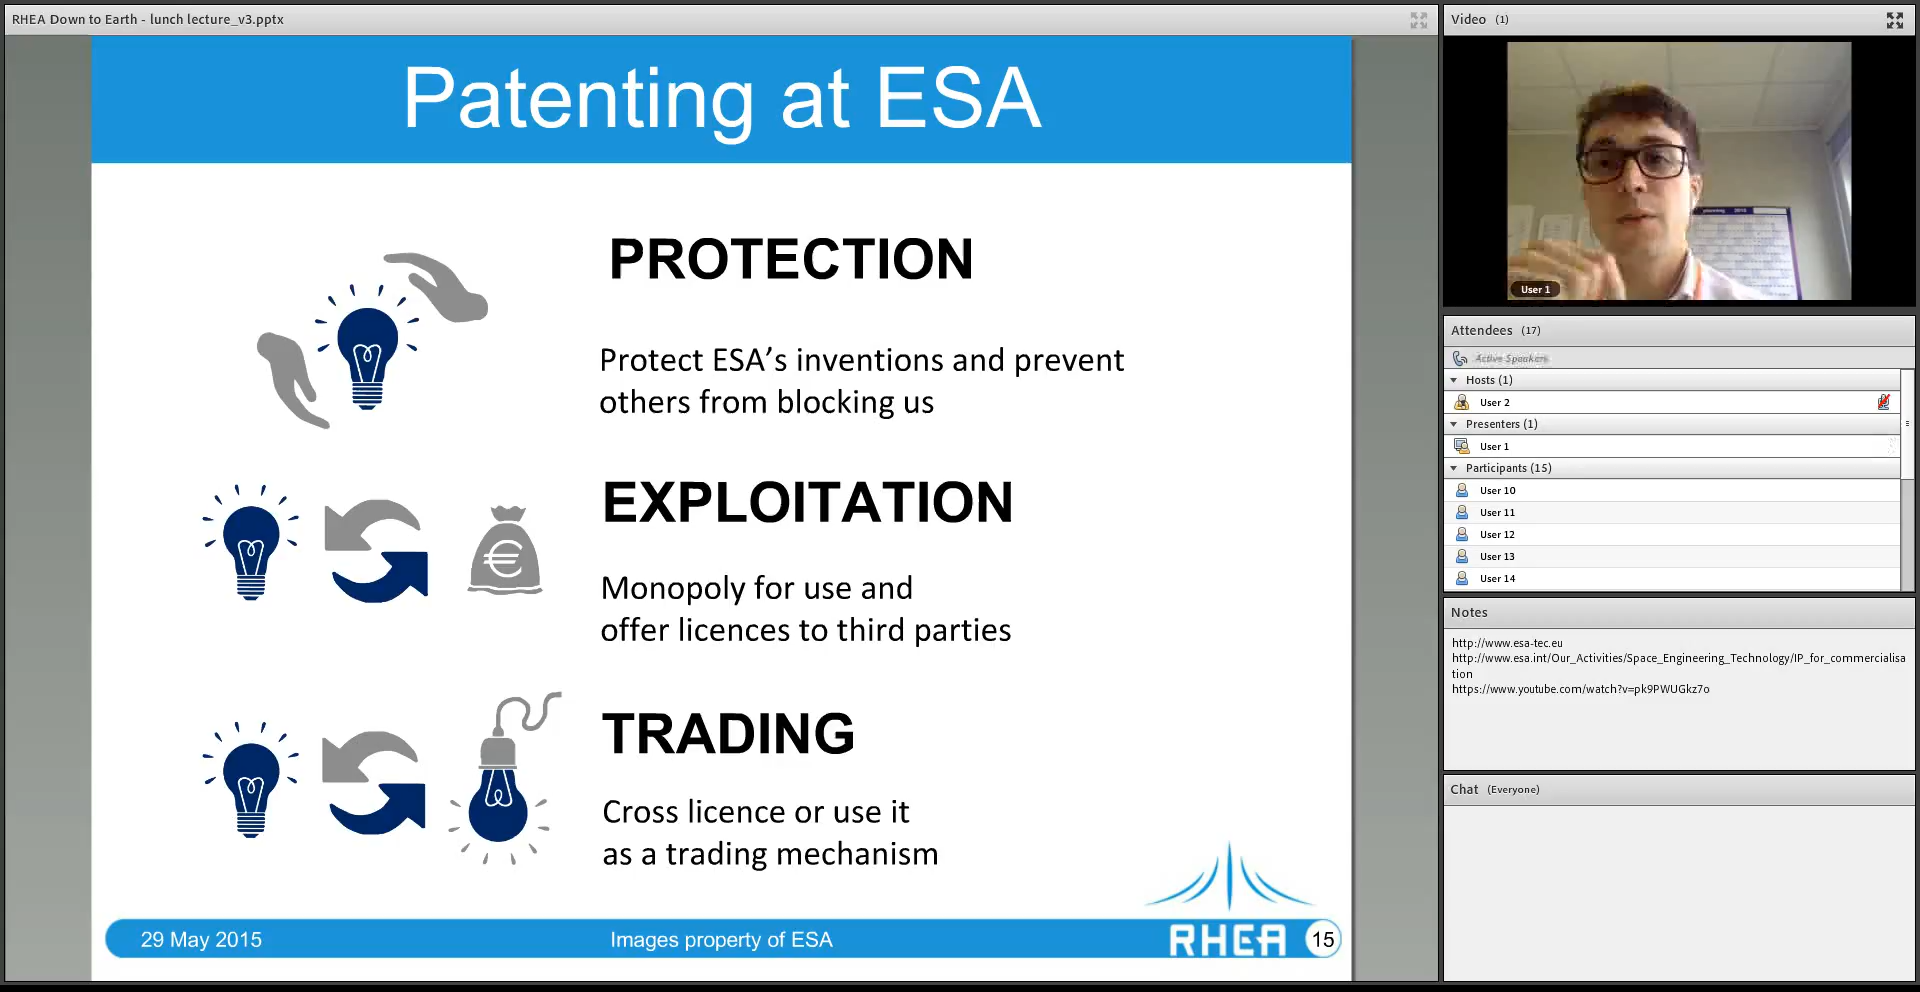 RHEA Down to Earth - lunch lecture_v3.pptx
Patenting at ESA
PROTECTION
Protect ESA’s inventions and prevent
others from blocking us
€
EXPLOITATION
Monopoly for use and
offer licences to third parties
TRADING
Cross licence or use it
as a trading mechanism
29 May 2015
Images property of ESA
RHEA
15
Video (1)
planning 2015
User 1
Attendees (17)
Active Speakers
Hosts (1)
User 2
Presenters (1)
User 1
Participants (15)
User 10
User 11
User 12
User 13
User 14
Notes
http://www.esa-tec.eu
http://www.esa.int/Our_Activities/Space_Engineering_Technology/IP_for_commercialisa
tion
https://www.youtube.com/watch?v=pk9PWUGkz7o
Chat (Everyone)